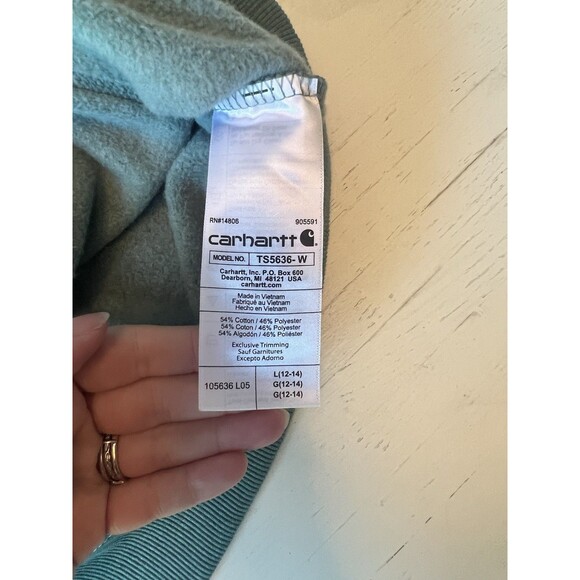 RN#14806 905591
carhartt
MODEL NO. TS5636-W
Carhartt, Inc. P.O. Box 600
Dearborn, MI 48121 USA
carhartt.com
Made in Vietnam
Fabriqué au Vietnam
Hecho en Vietnam
54% Cotton / 46% Polyester
54% Coton / 46% Polyester
54% Algodón / 46% Poliéster
Exclusive Trimming
Sauf Garnitures
Excepto Adorno
105636 L05
L(12-14)
G(12-14)
G(12-14)